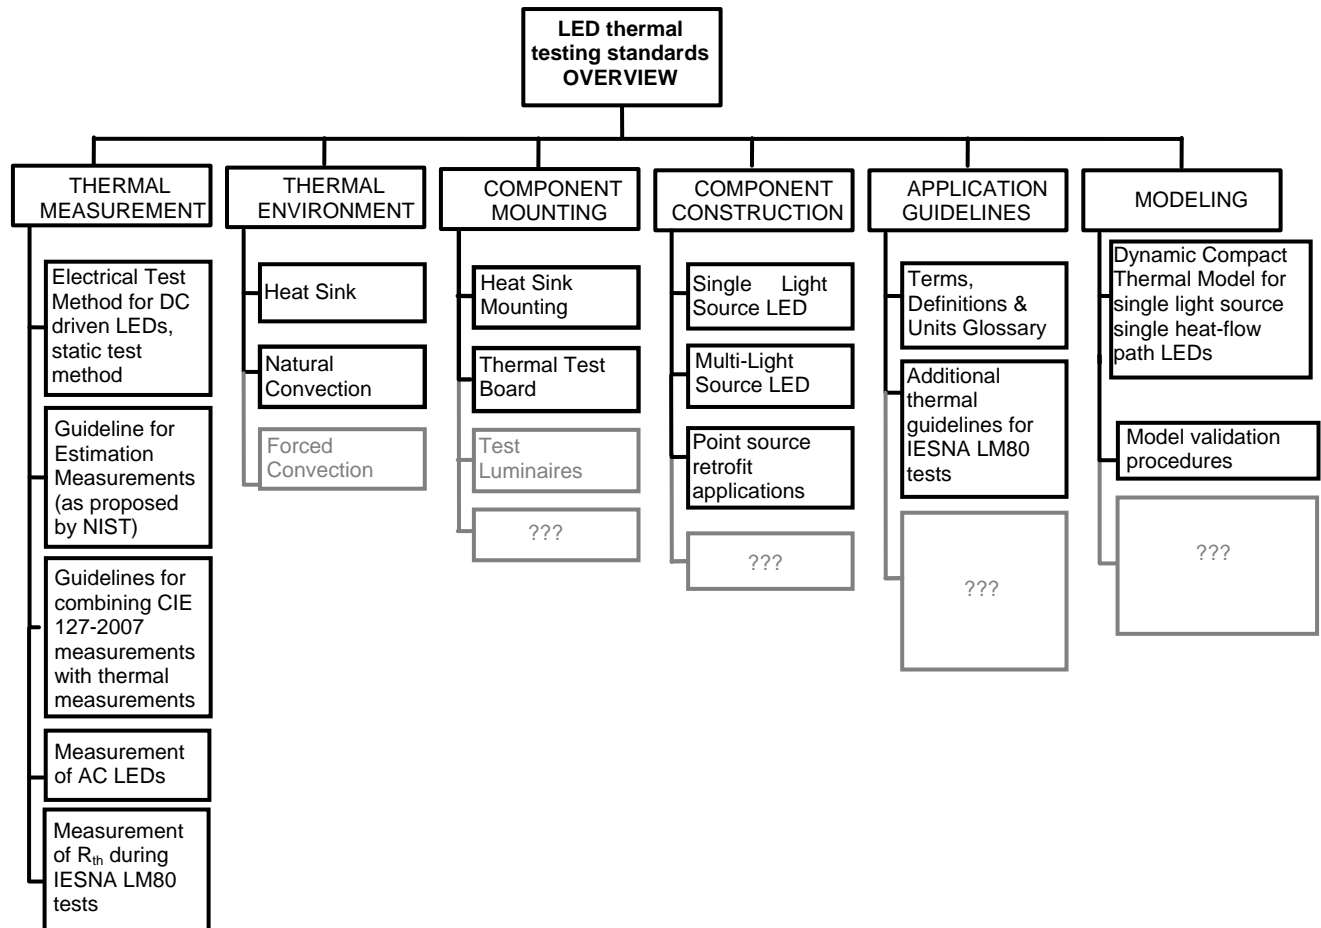 LED thermal
testing standards
OVERVIEW
THERMAL
MEASUREMENT
Electrical Test
Method for DC
driven LEDs,
static test
method
Guideline for
Estimation
Measurements
(as proposed
by NIST)
Guidelines for
combining CIE
127-2007
measurements
with thermal
measurements
Measurement
of AC LEDs
Measurement
of Rth during
IESNA LM80
tests
THERMAL
ENVIRONMENT
Heat Sink
Natural
Convection
Forced
Convection
COMPONENT
MOUNTING
Heat Sink
Mounting
Thermal Test
Board
Test
Luminaires
???
COMPONENT
CONSTRUCTION
Single Light
Source LED
Multi-Light
Source LED
Point source
retrofit
applications
???
APPLICATION
GUIDELINES
Terms,
Definitions &
Units Glossary
Additional
thermal
guidelines for
IESNA LM80
tests
???
MODELING
Dynamic Compact
Thermal Model for
single light source
single heat-flow
path LEDs
Model validation
procedures
???